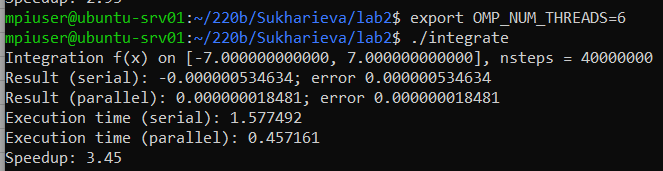 Speedup: 2.95
mpiuser@ubuntu-srv01:~/220b/Sukharieva/lab2$ export OMP_NUM_THREADS=6
mpiuser@ubuntu-srv01:~/220b/Sukharieva/lab2$ ./integrate
Integration f(x) on [-7.000000000000, 7.000000000000], nsteps = 40000000
Result (serial): -0.000000534634; error 0.000000534634
Result (parallel): 0.000000018481; error 0.000000018481
Execution time (serial): 1.577492
Execution time (parallel): 0.457161
Speedup: 3.45